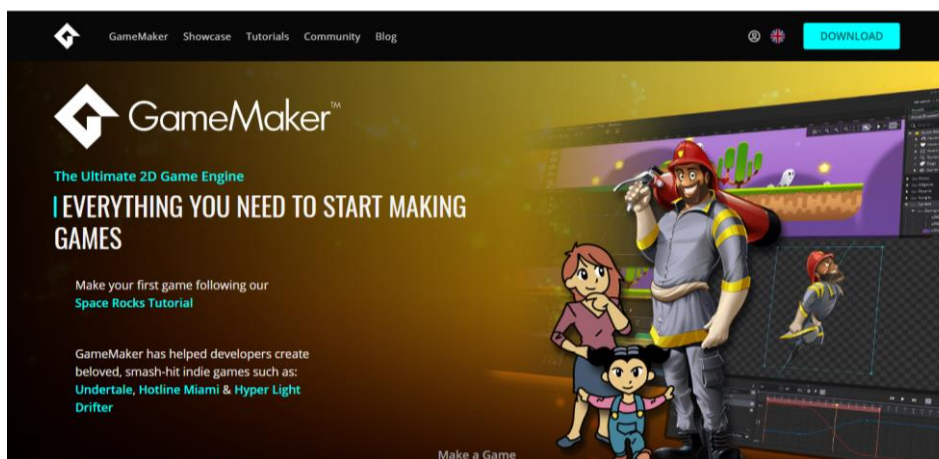 GameMaker Showcase Tutorials Community Blog DOWNLOAD
GameMaker™
The Ultimate 2D Game Engine
EVERYTHING YOU NEED TO START MAKING
GAMES
Make your first game following our
Space Rocks Tutorial
GameMaker has helped developers create
beloved, smash-hit indie games such as:
Undertale, Hotline Miami & Hyper Light
Drifter
Make a Game